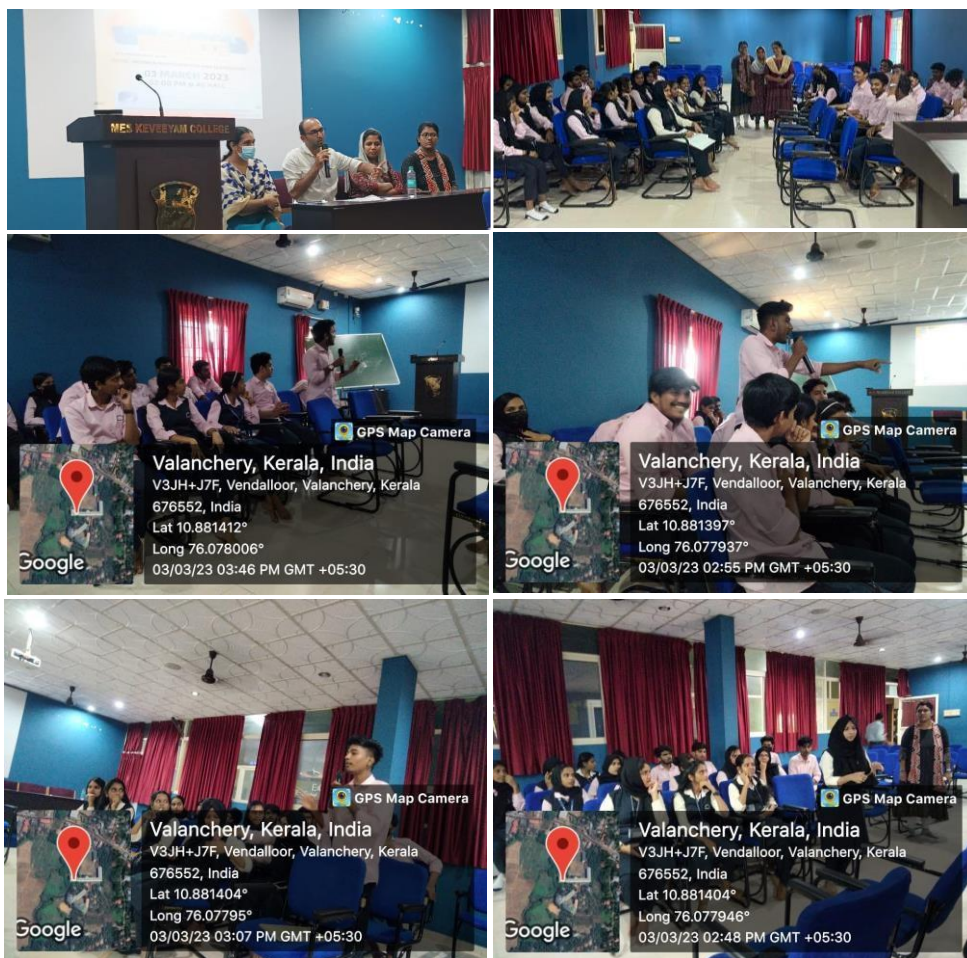 03 MARCH 2023
MES KEVEEYAM COLLEGE
GPS Map Camera
Valanchery, Kerala, India
V3JH+J7F, Vendalloor, Valanchery, Kerala
676552, India
Lat 10.881412°
Long 76.078006°
03/03/23 03:46 PM GMT +05:30
Google
GPS Map Camera
Valanchery, Kerala, India
V3JH+J7F, Vendalloor, Valanchery, Kerala
676552, India
Lat 10.881397°
Long 76.077937°
03/03/23 02:55 PM GMT +05:30
Google
GPS Map Camera
Valanchery, Kerala, India
V3JH+J7F, Vendalloor, Valanchery, Kerala
676552, India
Lat 10.881404°
Long 76.07795°
03/03/23 03:07 PM GMT +05:30
Google
GPS Map Camera
Valanchery, Kerala, India
V3JH+J7F, Vendalloor, Valanchery, Kerala
676552, India
Lat 10.881404°
Long 76.077946°
03/03/23 02:48 PM GMT +05:30
Google